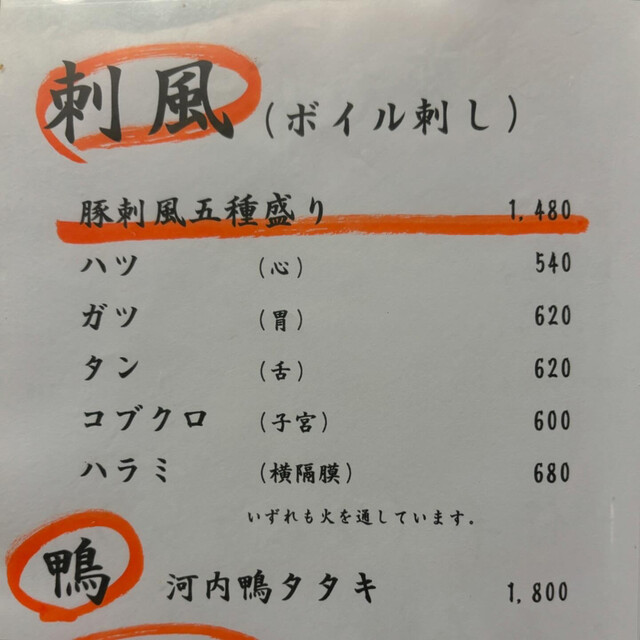 刺風(ボイル刺し)
豚刺風五種盛り 1,480
ハツ (心) 540
ガツ (胃) 620
タン (舌) 620
コブクロ (子宮) 600
ハラミ (横隔膜) 680
いずれも火を通しています。
鴨 河内鴨タタキ 1,800